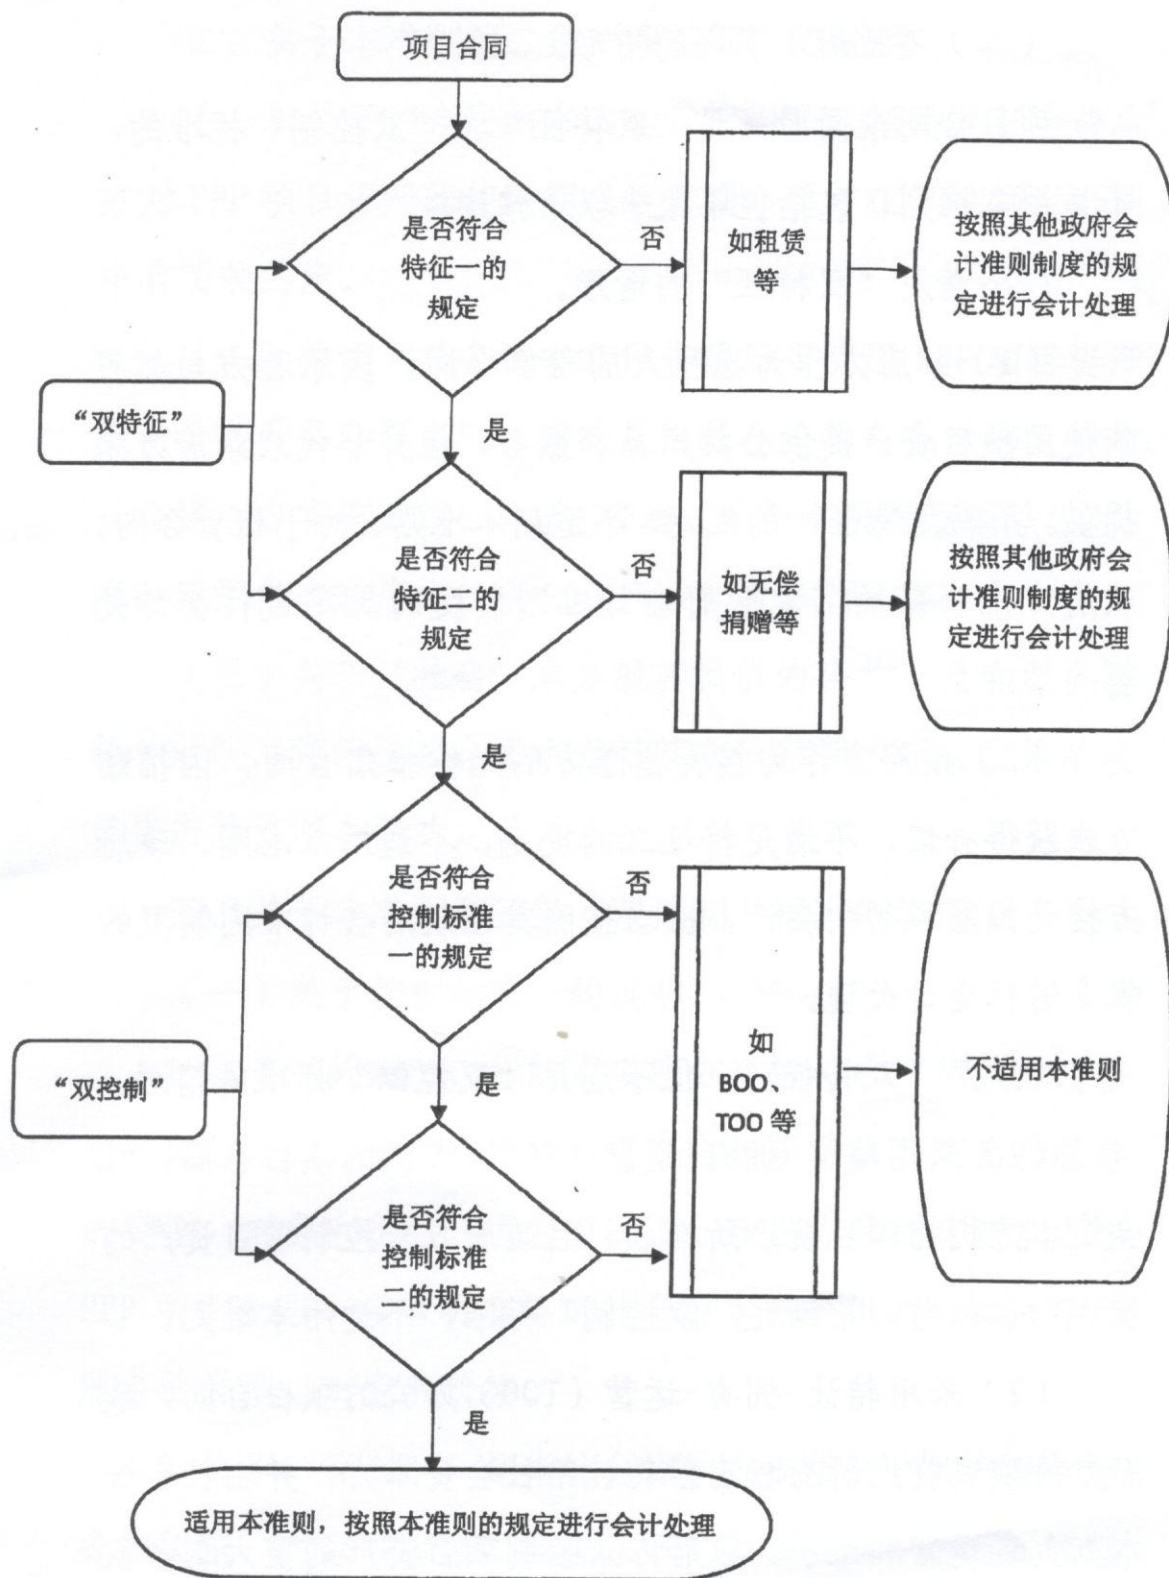 项目合同
是否符合
特征一的
规定
否
如租赁
等
按照其他政府会
计准则制度的规
定进行会计处理
“双特征”
是
是否符合
特征二的
规定
否
如无偿
捐赠等
按照其他政府会
计准则制度的规
定进行会计处理
是
是否符合
控制标准
一的规定
否
如
BOO、
TOO 等
不适用本准则
“双控制”
是
是否符合
控制标准
二的规定
否
是
适用本准则，按照本准则的规定进行会计处理